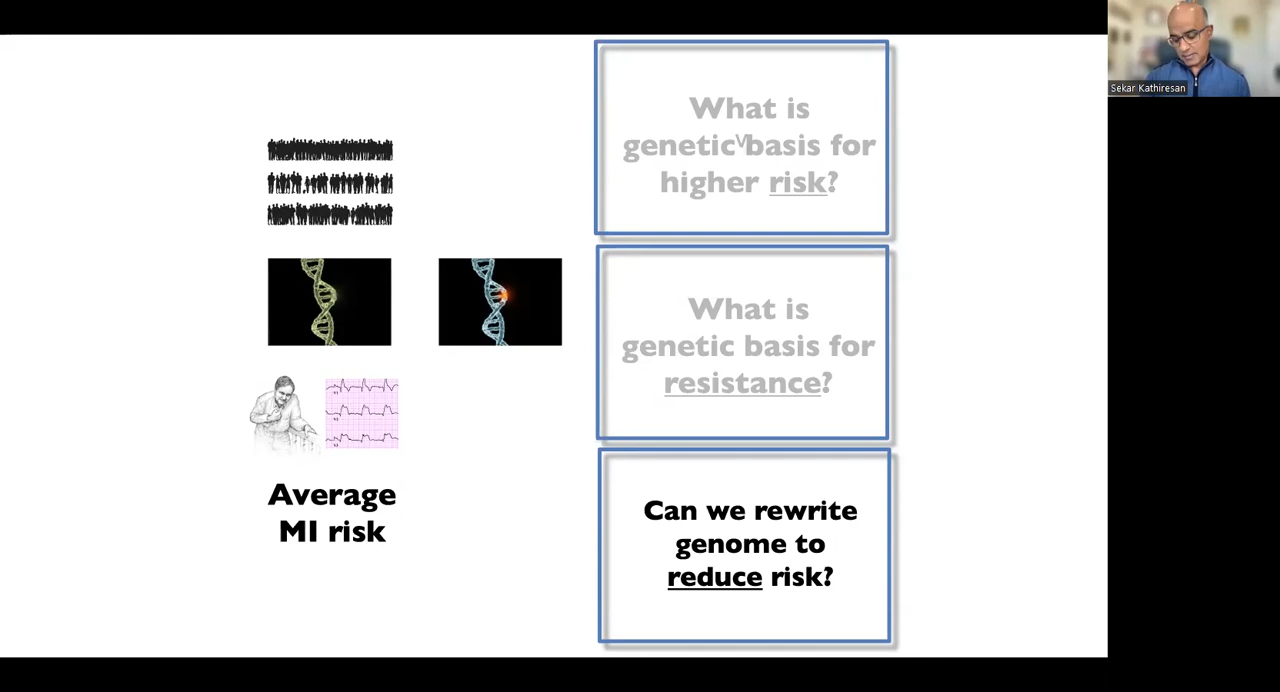 Sekar Kathiresan
What is
genetic basis for
higher risk?
What is
genetic basis for
resistance?
Average
MI risk
Can we rewrite
genome to
reduce risk?